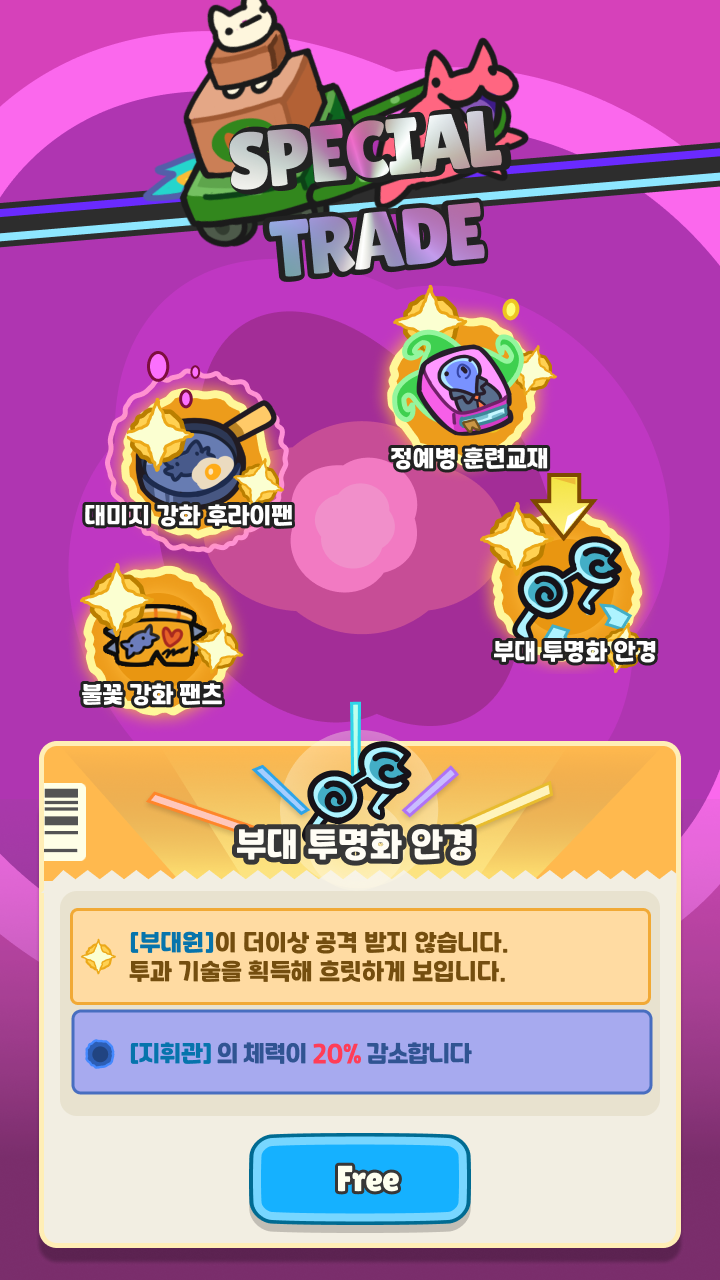 SPECIAL
TRADE
정예병 훈련교재
대미지 강화 후라이팬
부대 투명화 안경
불꽃 강화 팬츠
부대 투명화 안경
[부대원]이 더이상 공격 받지 않습니다.
투과 기술을 획득해 흐릿하게 보입니다.
[지휘관] 의 체력이 20% 감소합니다
Free